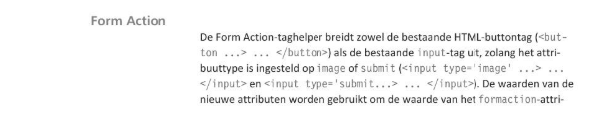 Form Action
De Form Action-taghelper breidt zowel de bestaande HTML-buttontag (<but-
ton ...> ... </button>) als de bestaande input-tag uit, zolang het attri-
buuttype is ingesteld op image of submit (<input type='image' ...> ...
</input> en <input type='submit...> ... </input>). De waarden van de
nieuwe attributen worden gebruikt om de waarde van het formaction-attri-